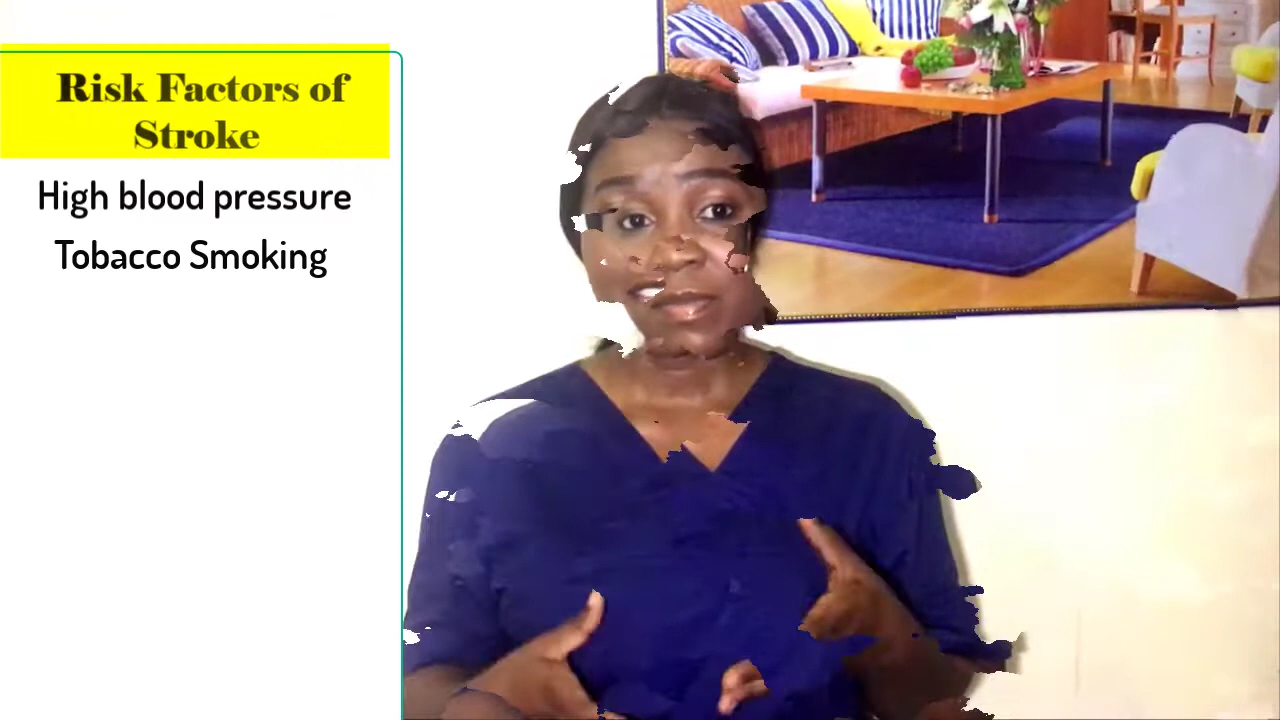 Risk Factors of
Stroke
High blood pressure
Tobacco Smoking